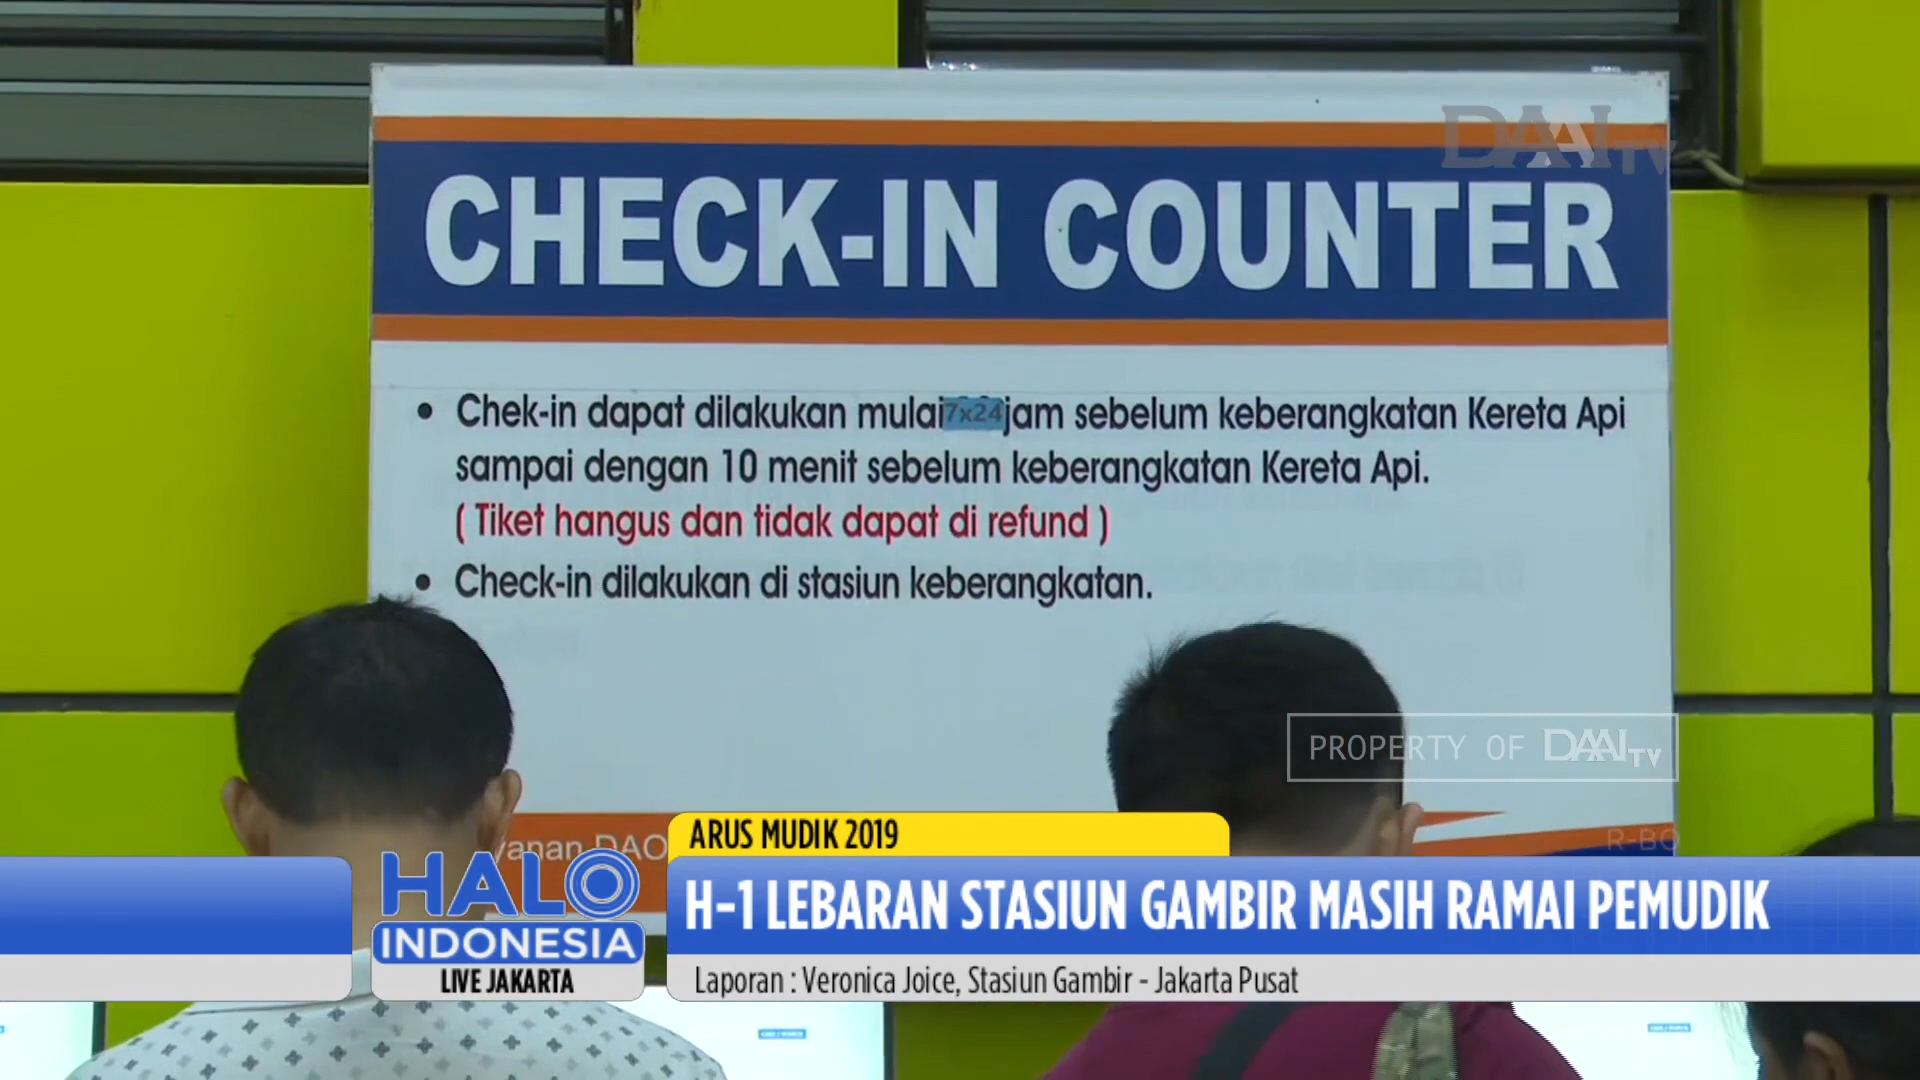 DAAI TV
CHECK-IN COUNTER
• Chek-in dapat dilakukan mulai 7x24 jam sebelum keberangkatan Kereta Api
sampai dengan 10 menit sebelum keberangkatan Kereta Api.
( Tiket hangus dan tidak dapat di refund )
• Check-in dilakukan di stasiun keberangkatan.
PROPERTY OF DAAI TV
yanan DAO
R-BO
ARUS MUDIK 2019
HALO
INDONESIA
LIVE JAKARTA
H-1 LEBARAN STASIUN GAMBIR MASIH RAMAI PEMUDIK
Laporan : Veronica Joice, Stasiun Gambir - Jakarta Pusat